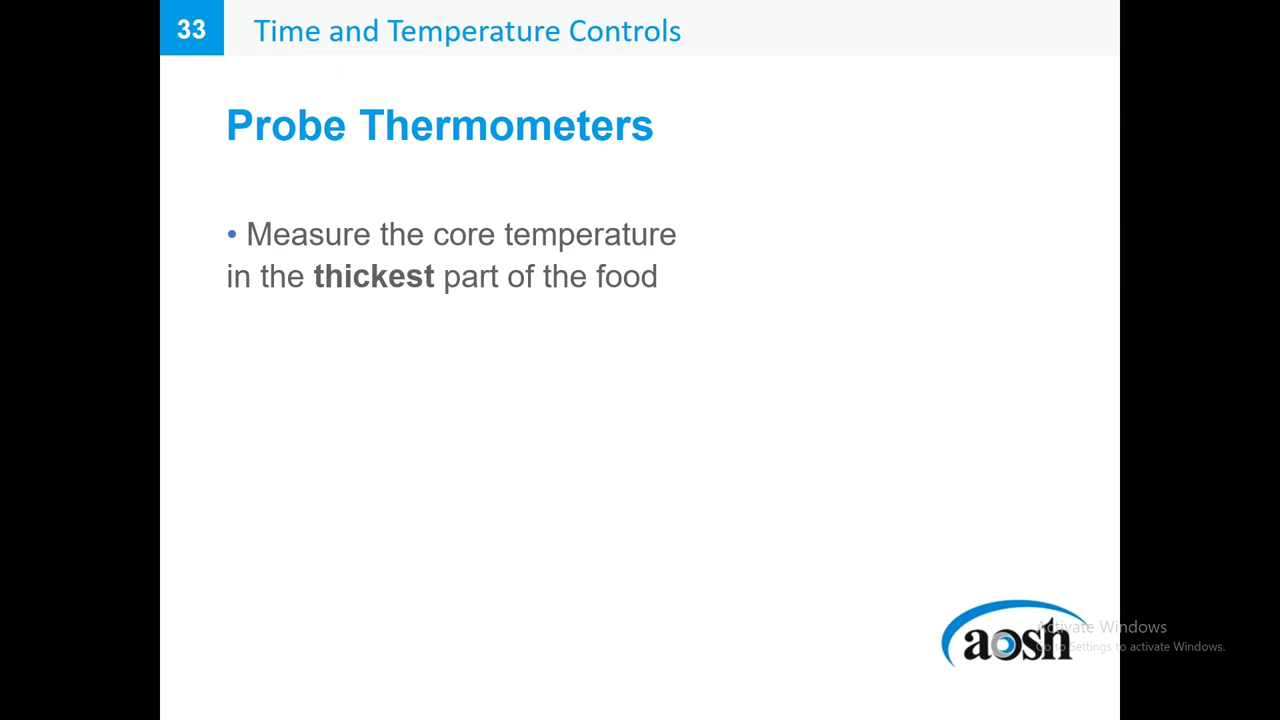 33
Time and Temperature Controls
Probe Thermometers
• Measure the core temperature
in the thickest part of the food
Activate Windows
Go to Settings to activate Windows.
aosh